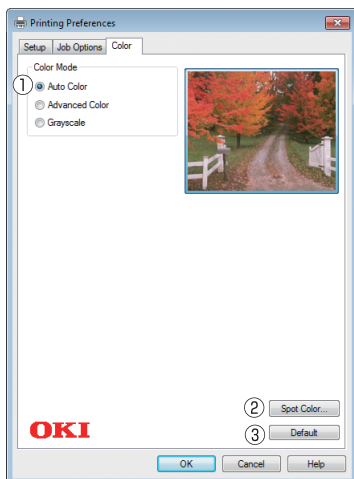 Printing Preferences
Setup Job Options Color
Color Mode
① Auto Color
Advanced Color
Grayscale
② Spot Color...
OKI ③ Default
OK Cancel Help